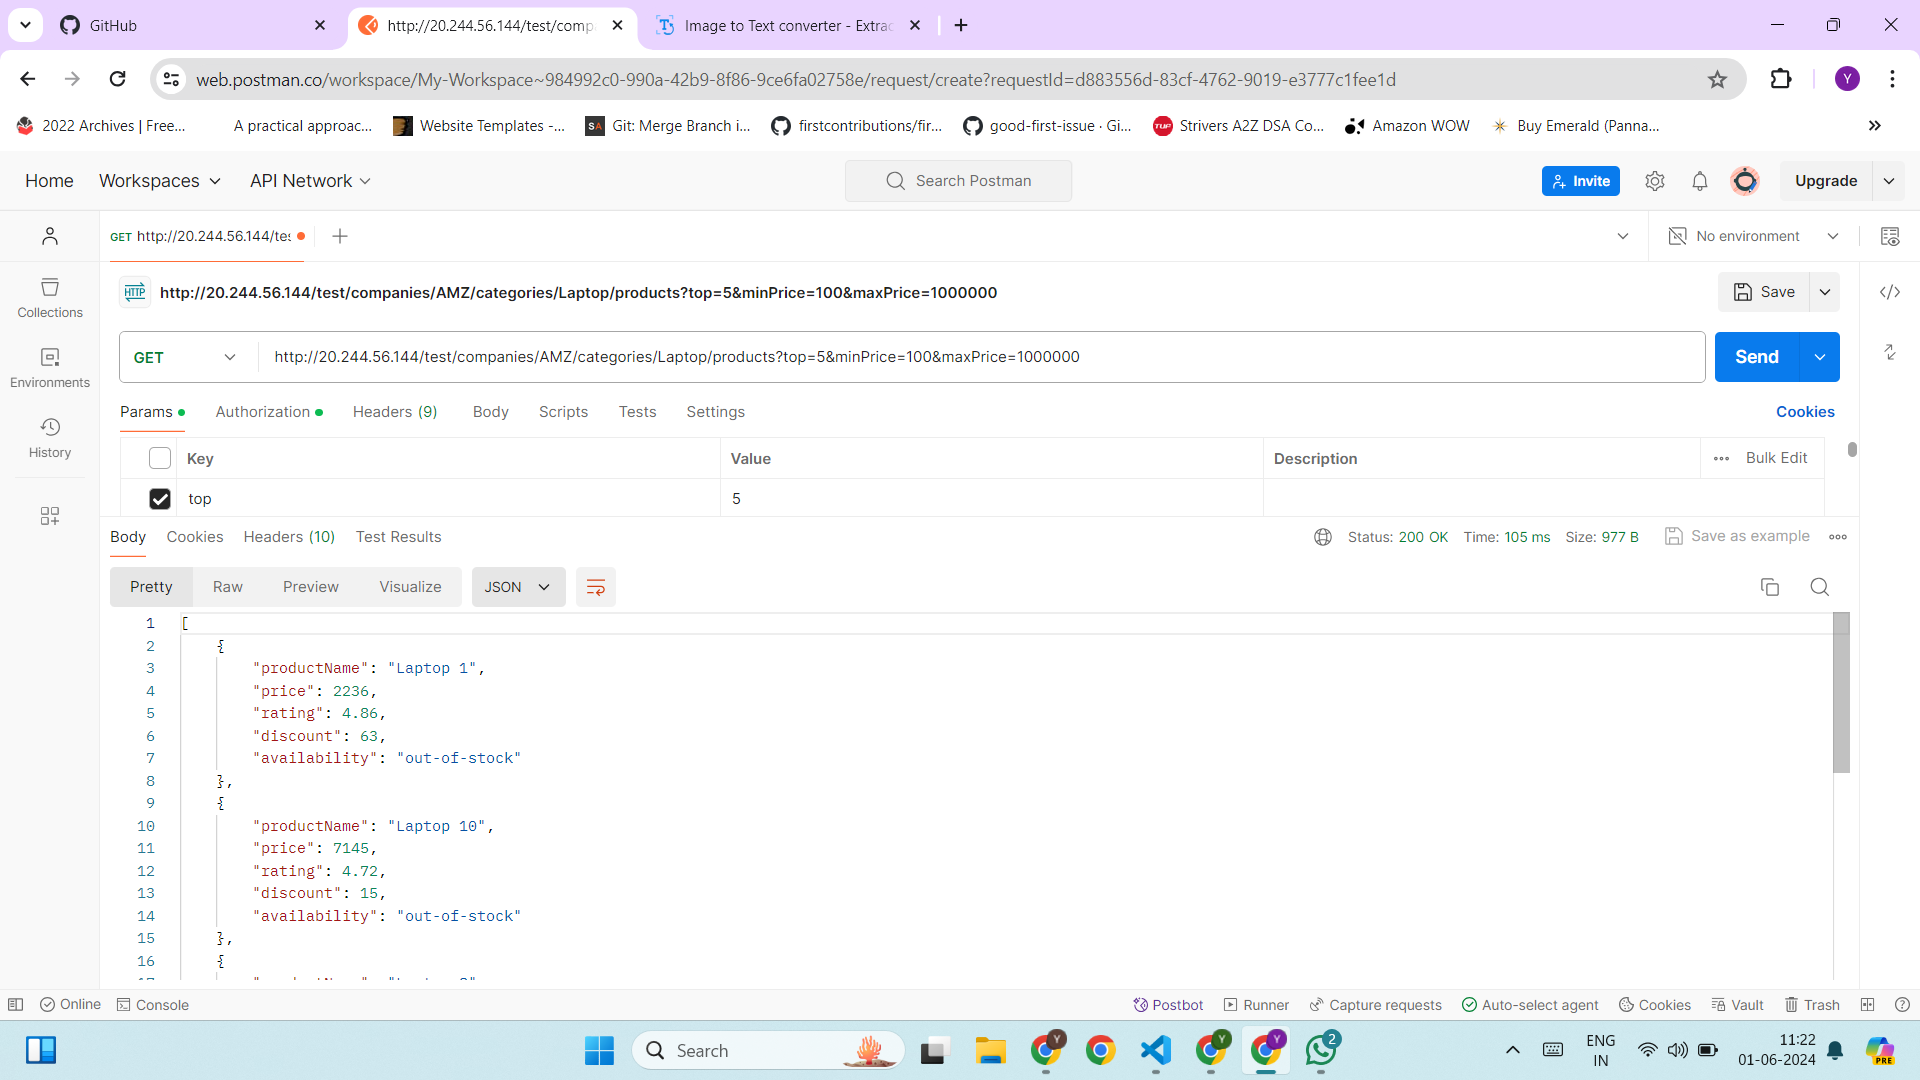 GitHub
http://20.244.56.144/test/comp
Image to Text converter - Extrac
web.postman.co/workspace/My-Workspace~984992c0-990a-42b9-8f86-9ce6fa02758e/request/create?requestId=d883556d-83cf-4762-9019-e3777c1fee1d
Y
2022 Archives | Free...
A practical approac...
Website Templates -...
SA
Git: Merge Branch i...
firstcontributions/fir...
good-first-issue · Gi...
TUF
Strivers A2Z DSA Co...
Amazon WOW
Buy Emerald (Panna...
Home
Workspaces
API Network
Search Postman
Invite
Upgrade
GET http://20.244.56.144/tes
No environment
HTTP
http://20.244.56.144/test/companies/AMZ/categories/Laptop/products?top=5&minPrice=100&maxPrice=1000000
Save
Collections
GET
http://20.244.56.144/test/companies/AMZ/categories/Laptop/products?top=5&minPrice=100&maxPrice=1000000
Send
Environments
Params
Authorization
Headers (9)
Body
Scripts
Tests
Settings
Cookies
History
Key
Value
Description
Bulk Edit
top
5
Body
Cookies
Headers (10)
Test Results
Status: 200 OK
Time: 105 ms
Size: 977 B
Save as example
Pretty
Raw
Preview
Visualize
JSON
1 [
2 {
3 "productName": "Laptop 1",
4 "price": 2236,
5 "rating": 4.86,
6 "discount": 63,
7 "availability": "out-of-stock"
8 },
9 {
10 "productName": "Laptop 10",
11 "price": 7145,
12 "rating": 4.72,
13 "discount": 15,
14 "availability": "out-of-stock"
15 },
16 {
Online
Console
Postbot
Runner
Capture requests
Auto-select agent
Cookies
Vault
Trash
Search
Y
Y
Y
2
ENG
IN
11:22
01-06-2024
PRE